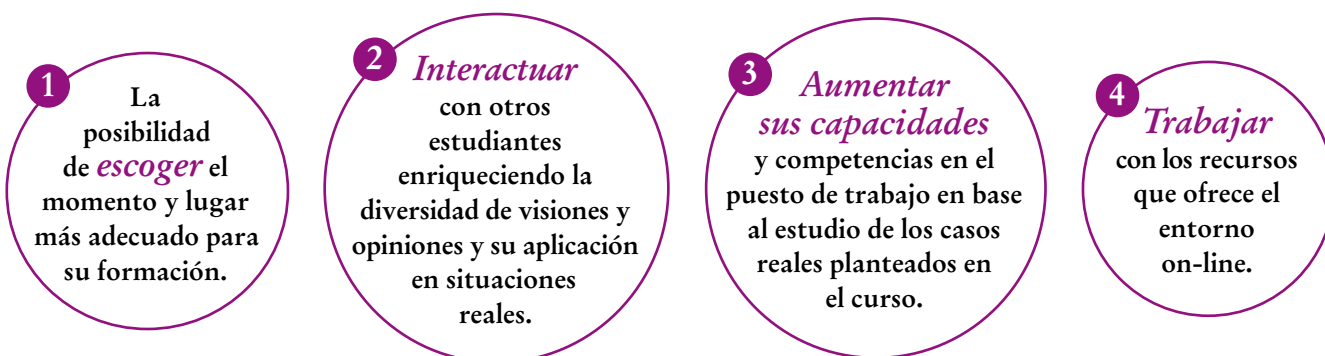 1
La
posibilidad
de escoger el
momento y lugar
más adecuado para
su formación.
2
Interactuar
con otros
estudiantes
enriqueciendo la
diversidad de visiones y
opiniones y su aplicación
en situaciones
reales.
3
Aumentar
sus capacidades
y competencias en el
puesto de trabajo en base
al estudio de los casos
reales planteados en
el curso.
4
Trabajar
con los recursos
que ofrece el
entorno
on-line.